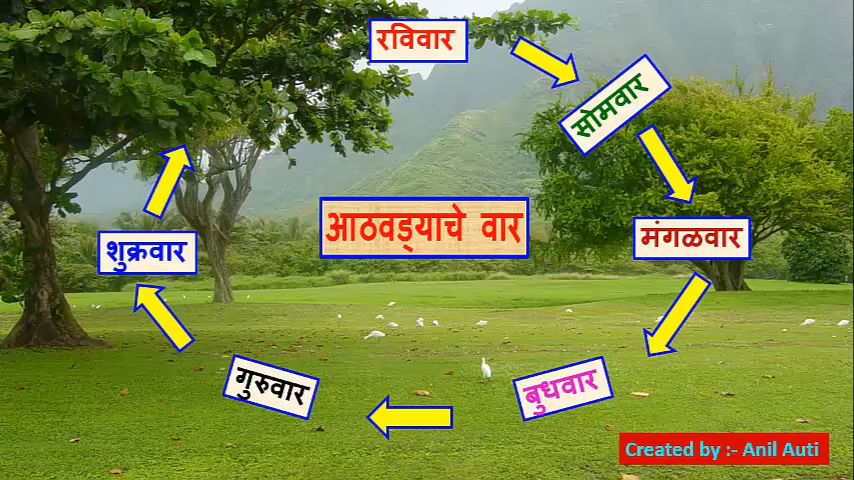 रविवार
सोमवार
मंगळवार
बुधवार
गुरुवार
शुक्रवार
आठवड्याचे वार
Created by :- Anil Auti